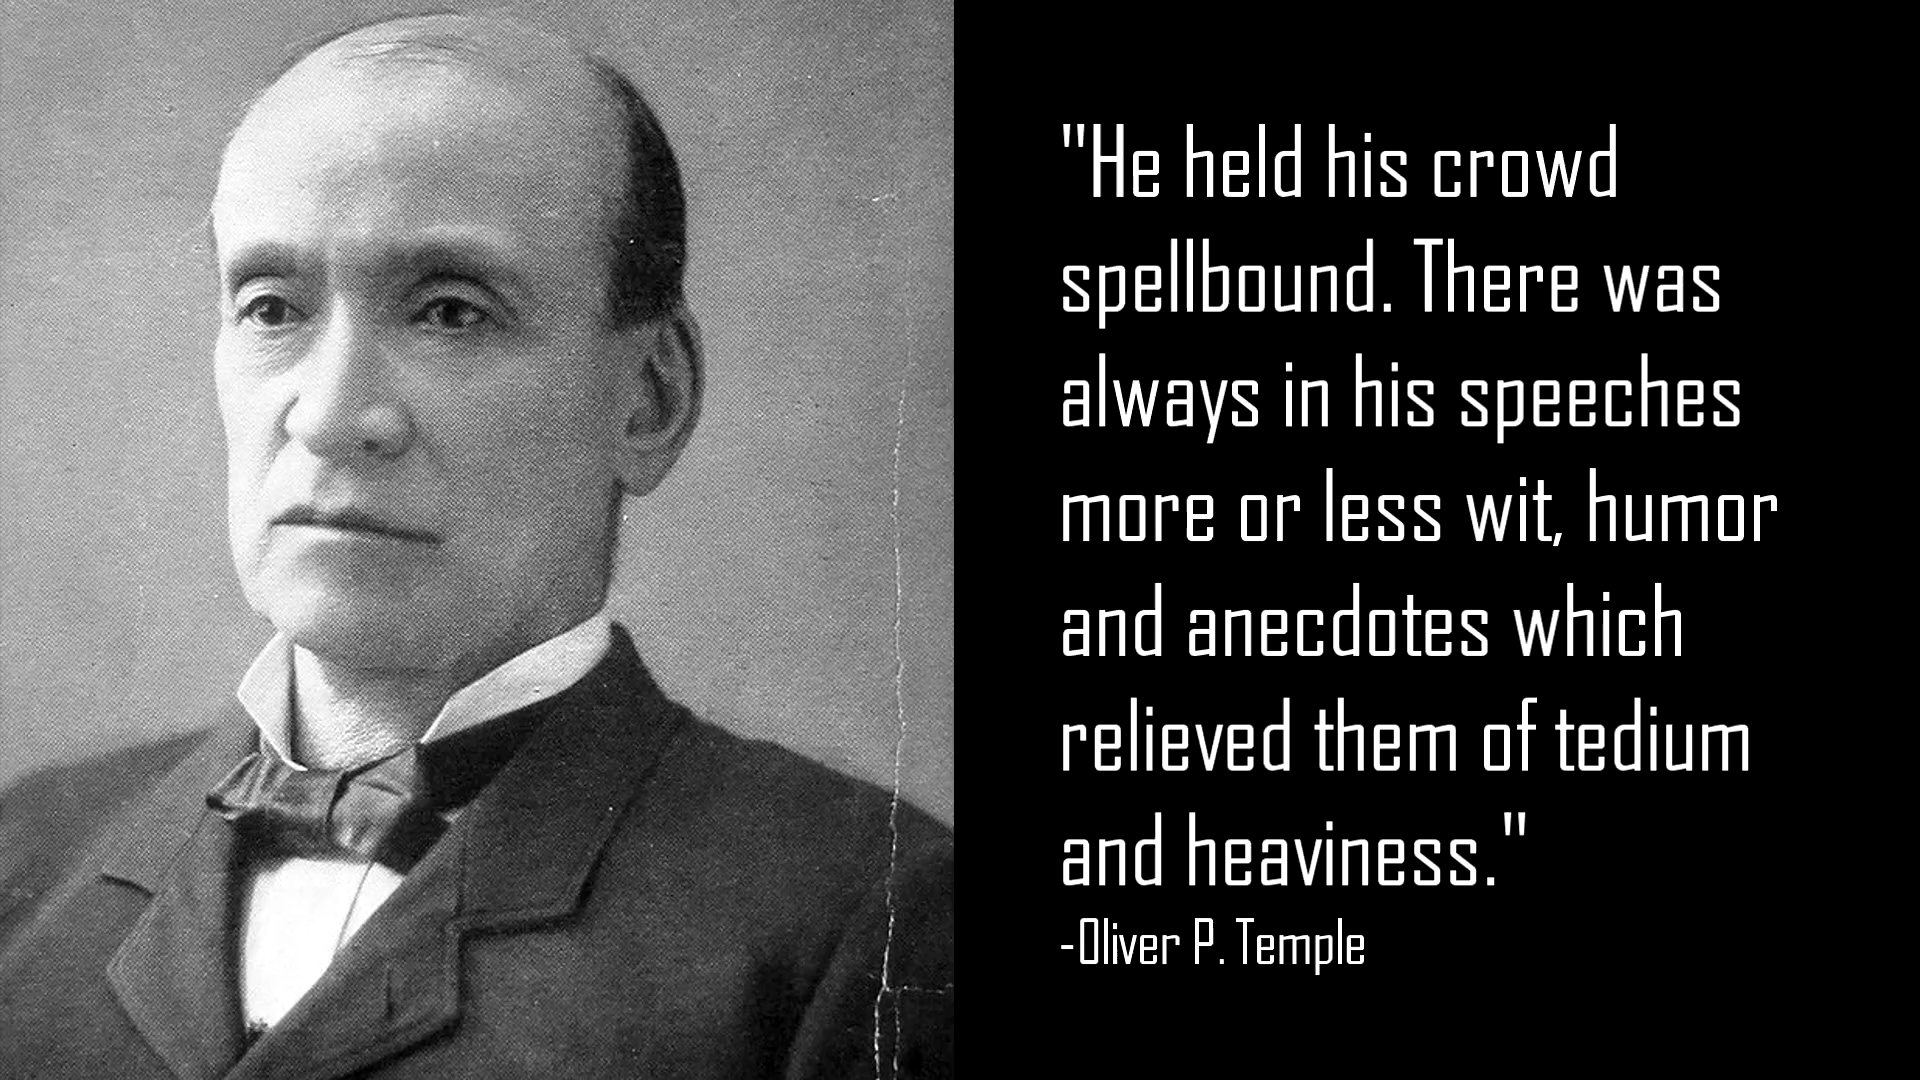 "He held his crowd
spellbound. There was
always in his speeches
more or less wit, humor
and anecdotes which
relieved them of tedium
and heaviness."
-Oliver P. Temple